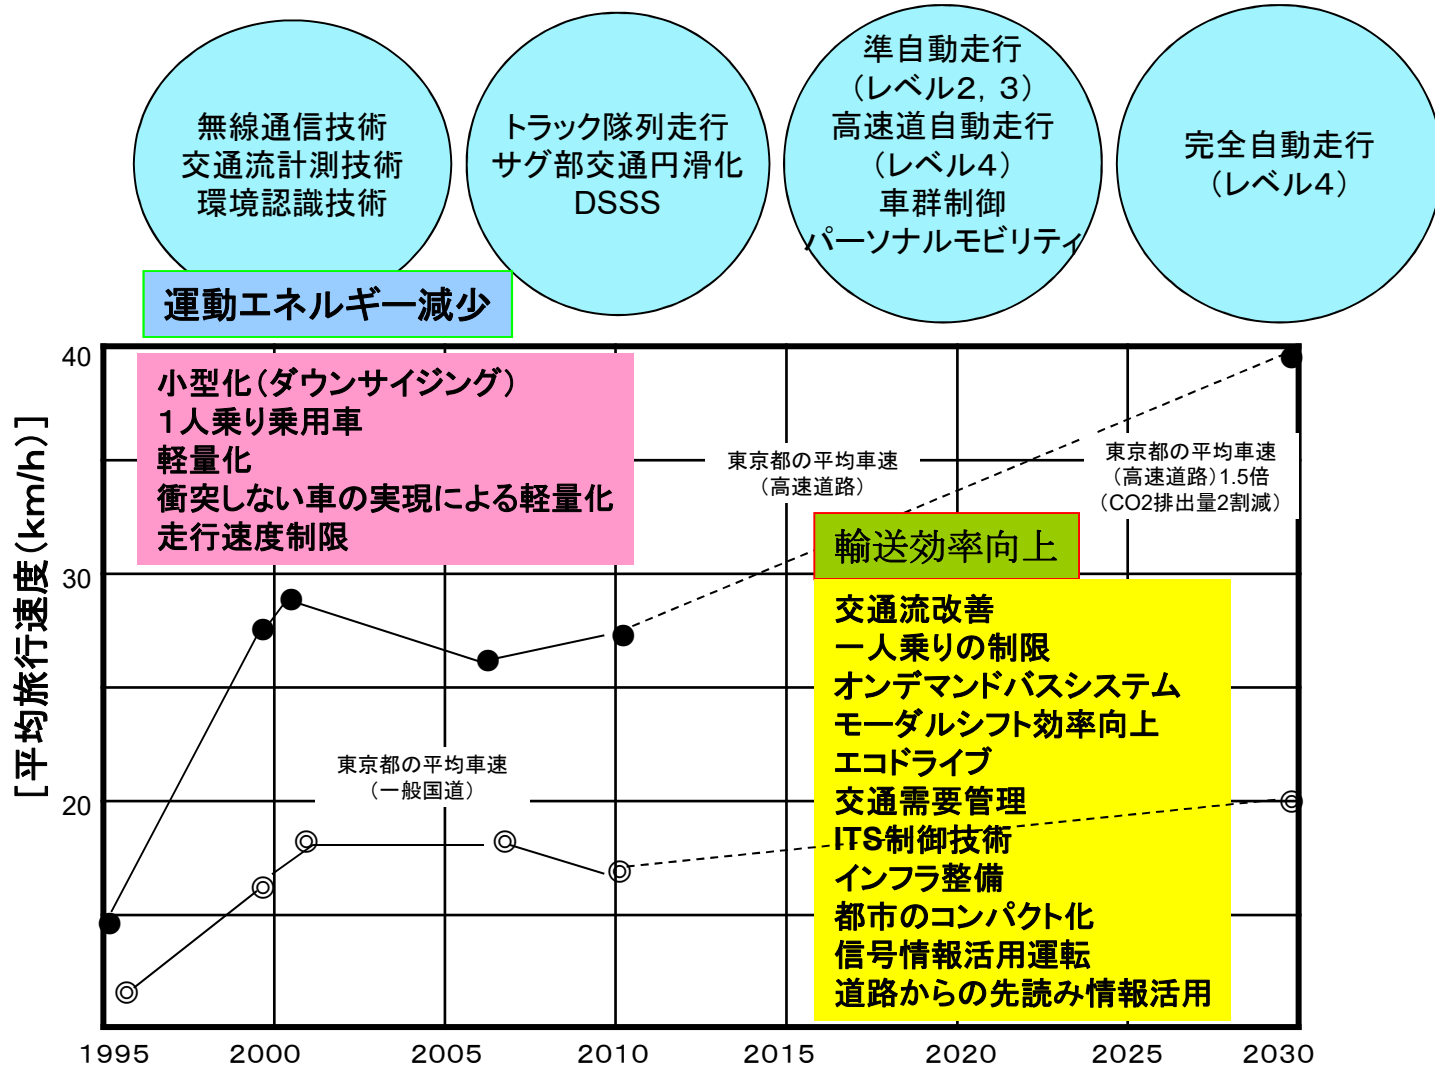 無線通信技術
交通流計測技術
環境認識技術
トラック隊列走行
サグ部交通円滑化
DSSS
準自動走行
（レベル２，３）
高速道自動走行
（レベル４）
車群制御
パーソナルモビリティ
完全自動走行
（レベル４）
運動エネルギー減少
小型化（ダウンサイジング）
１人乗り乗用車
軽量化
衝突しない車の実現による軽量化
走行速度制限
東京都の平均車速
（高速道路）
東京都の平均車速
（高速道路）1.5倍
（CO2排出量2割減）
輸送効率向上
交通流改善
一人乗りの制限
オンデマンドバスシステム
モーダルシフト効率向上
エコドライブ
交通需要管理
ITS制御技術
インフラ整備
都市のコンパクト化
信号情報活用運転
道路からの先読み情報活用
東京都の平均車速
（一般国道）
[平均旅行速度（km/h）]
40
30
20
1995 2000 2005 2010 2015 2020 2025 2030